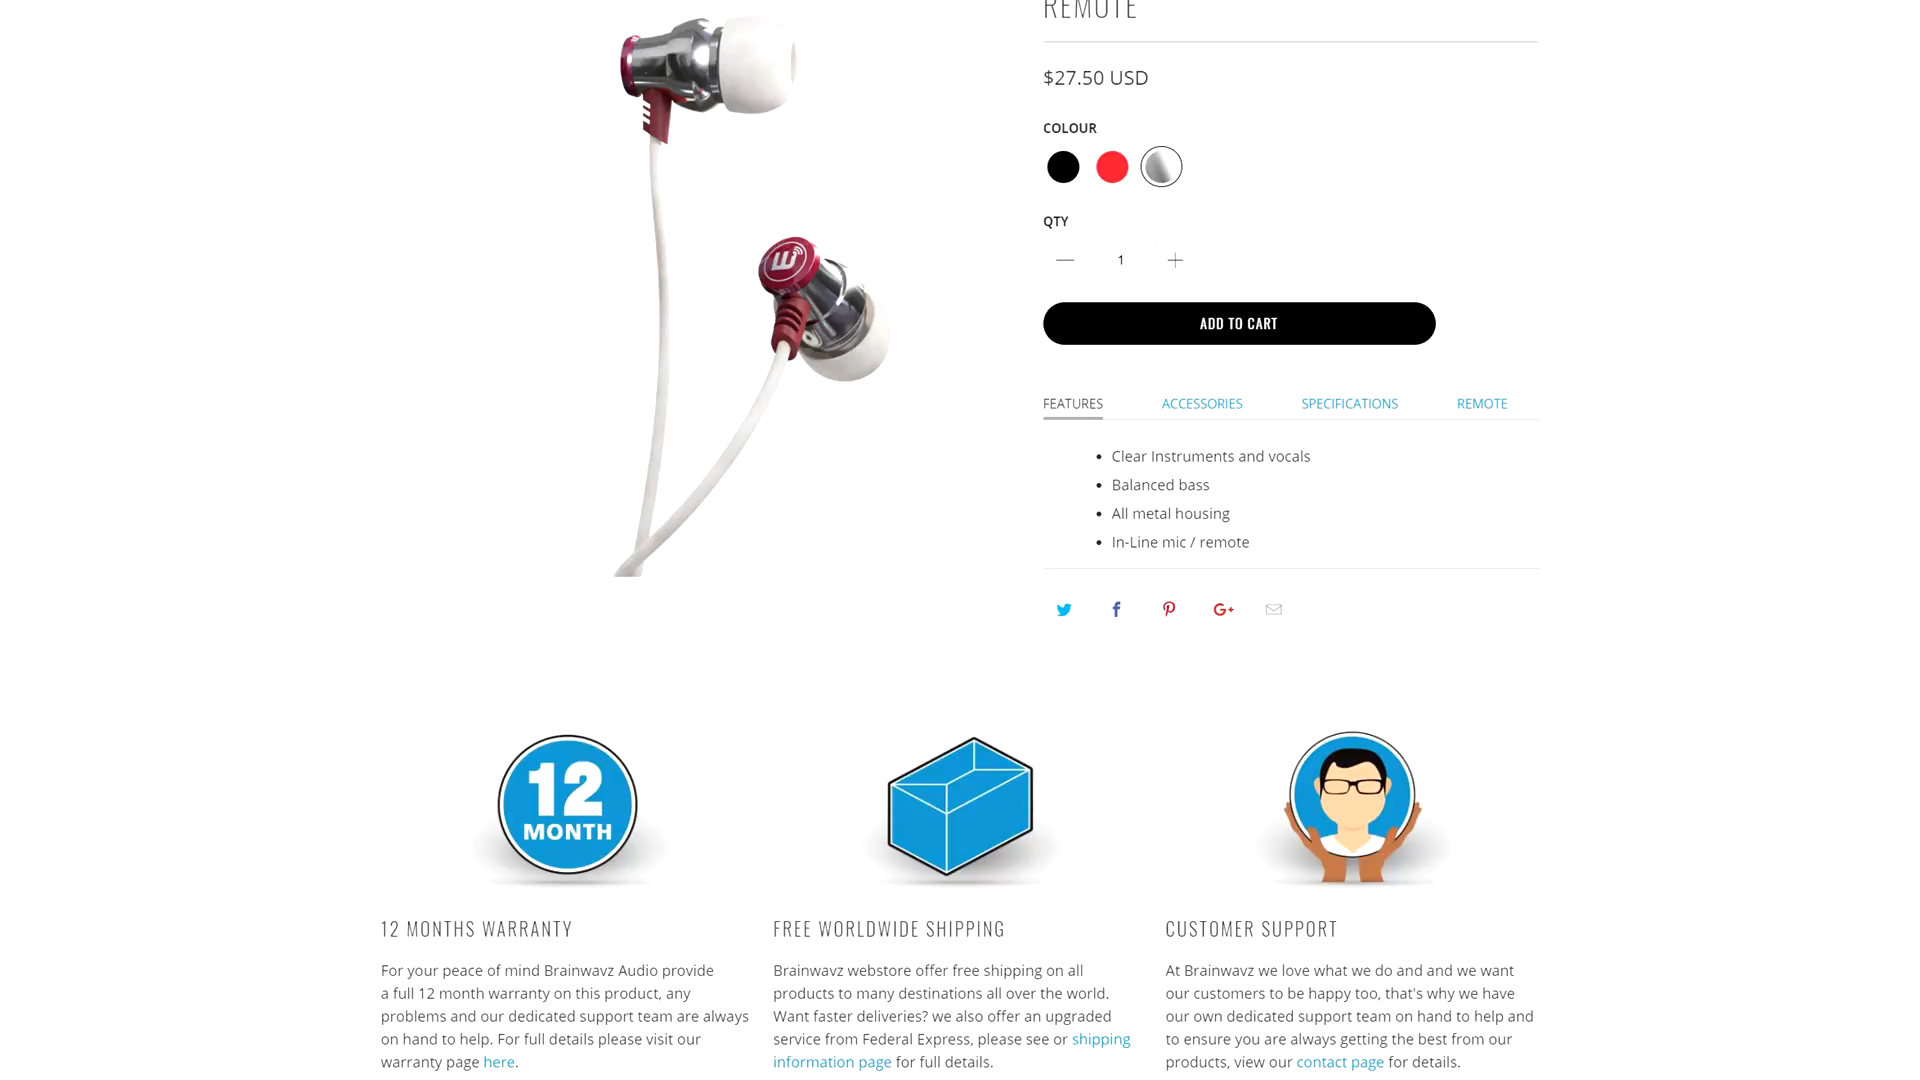 REMOTE
$27.50 USD
COLOUR
QTY
1
ADD TO CART
FEATURES ACCESSORIES SPECIFICATIONS REMOTE
• Clear Instruments and vocals
• Balanced bass
• All metal housing
• In-Line mic / remote
12
MONTH
12 MONTHS WARRANTY
For your peace of mind Brainwavz Audio provide
a full 12 month warranty on this product, any
problems and our dedicated support team are always
on hand to help. For full details please visit our
warranty page here.
FREE WORLDWIDE SHIPPING
Brainwavz webstore offer free shipping on all
products to many destinations all over the world.
Want faster deliveries? we also offer an upgraded
service from Federal Express, please see or shipping
information page for full details.
CUSTOMER SUPPORT
At Brainwavz we love what we do and and we want
our customers to be happy too, that's why we have
our own dedicated support team on hand to help and
to ensure you are always getting the best from our
products, view our contact page for details.